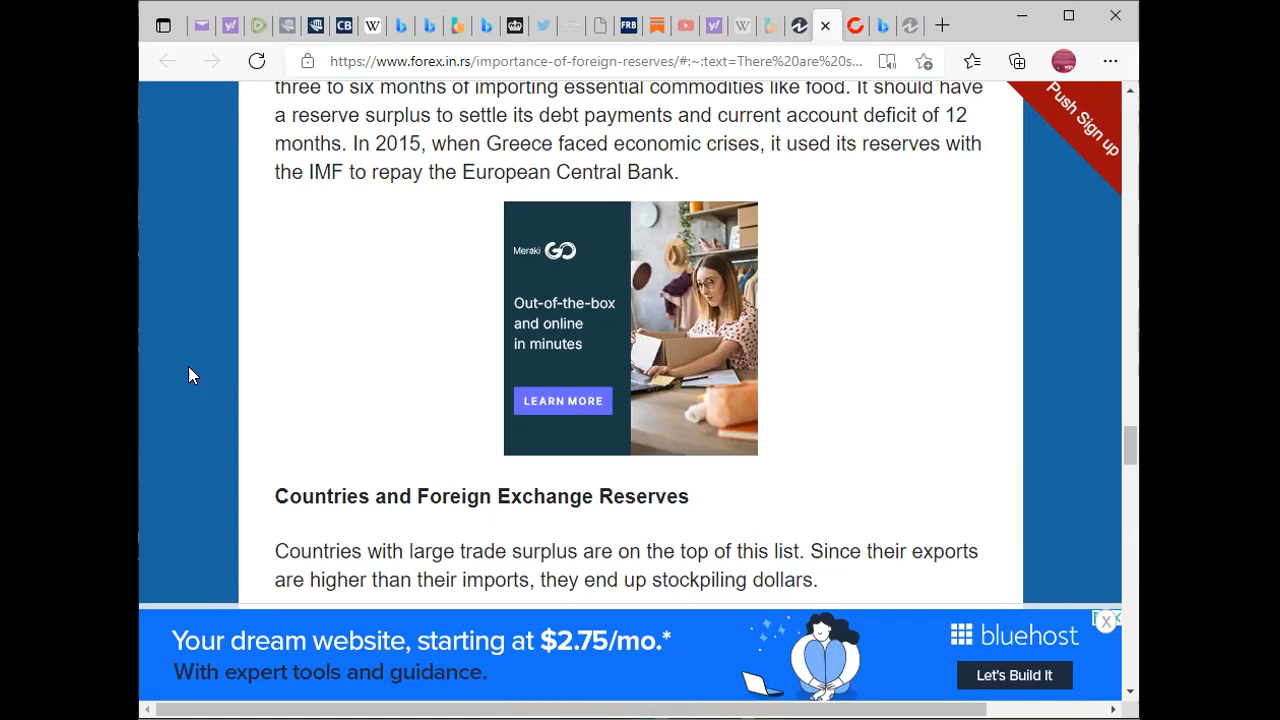 CB
W
FRB
https://www.forex.in.rs/importance-of-foreign-reserves/#:~:text=There%20are%20s...
Push Sign up
three to six months of importing essential commodities like food. It should have
a reserve surplus to settle its debt payments and current account deficit of 12
months. In 2015, when Greece faced economic crises, it used its reserves with
the IMF to repay the European Central Bank.
Meraki GO
Out-of-the-box
and online
in minutes
LEARN MORE
Countries and Foreign Exchange Reserves
Countries with large trade surplus are on the top of this list. Since their exports
are higher than their imports, they end up stockpiling dollars.
Your dream website, starting at $2.75/mo.*
With expert tools and guidance.
bluehost
Let's Build It